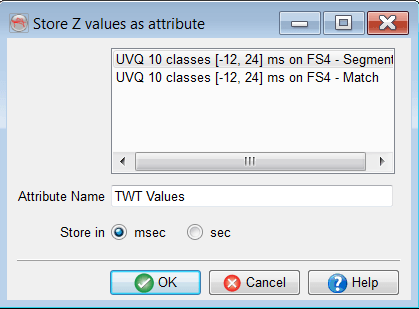 Store Z values as attribute
UVQ 10 classes [-12, 24] ms on FS4 - Segment
UVQ 10 classes [-12, 24] ms on FS4 - Match
Attribute Name TWT Values
Store in msec sec
OK Cancel Help